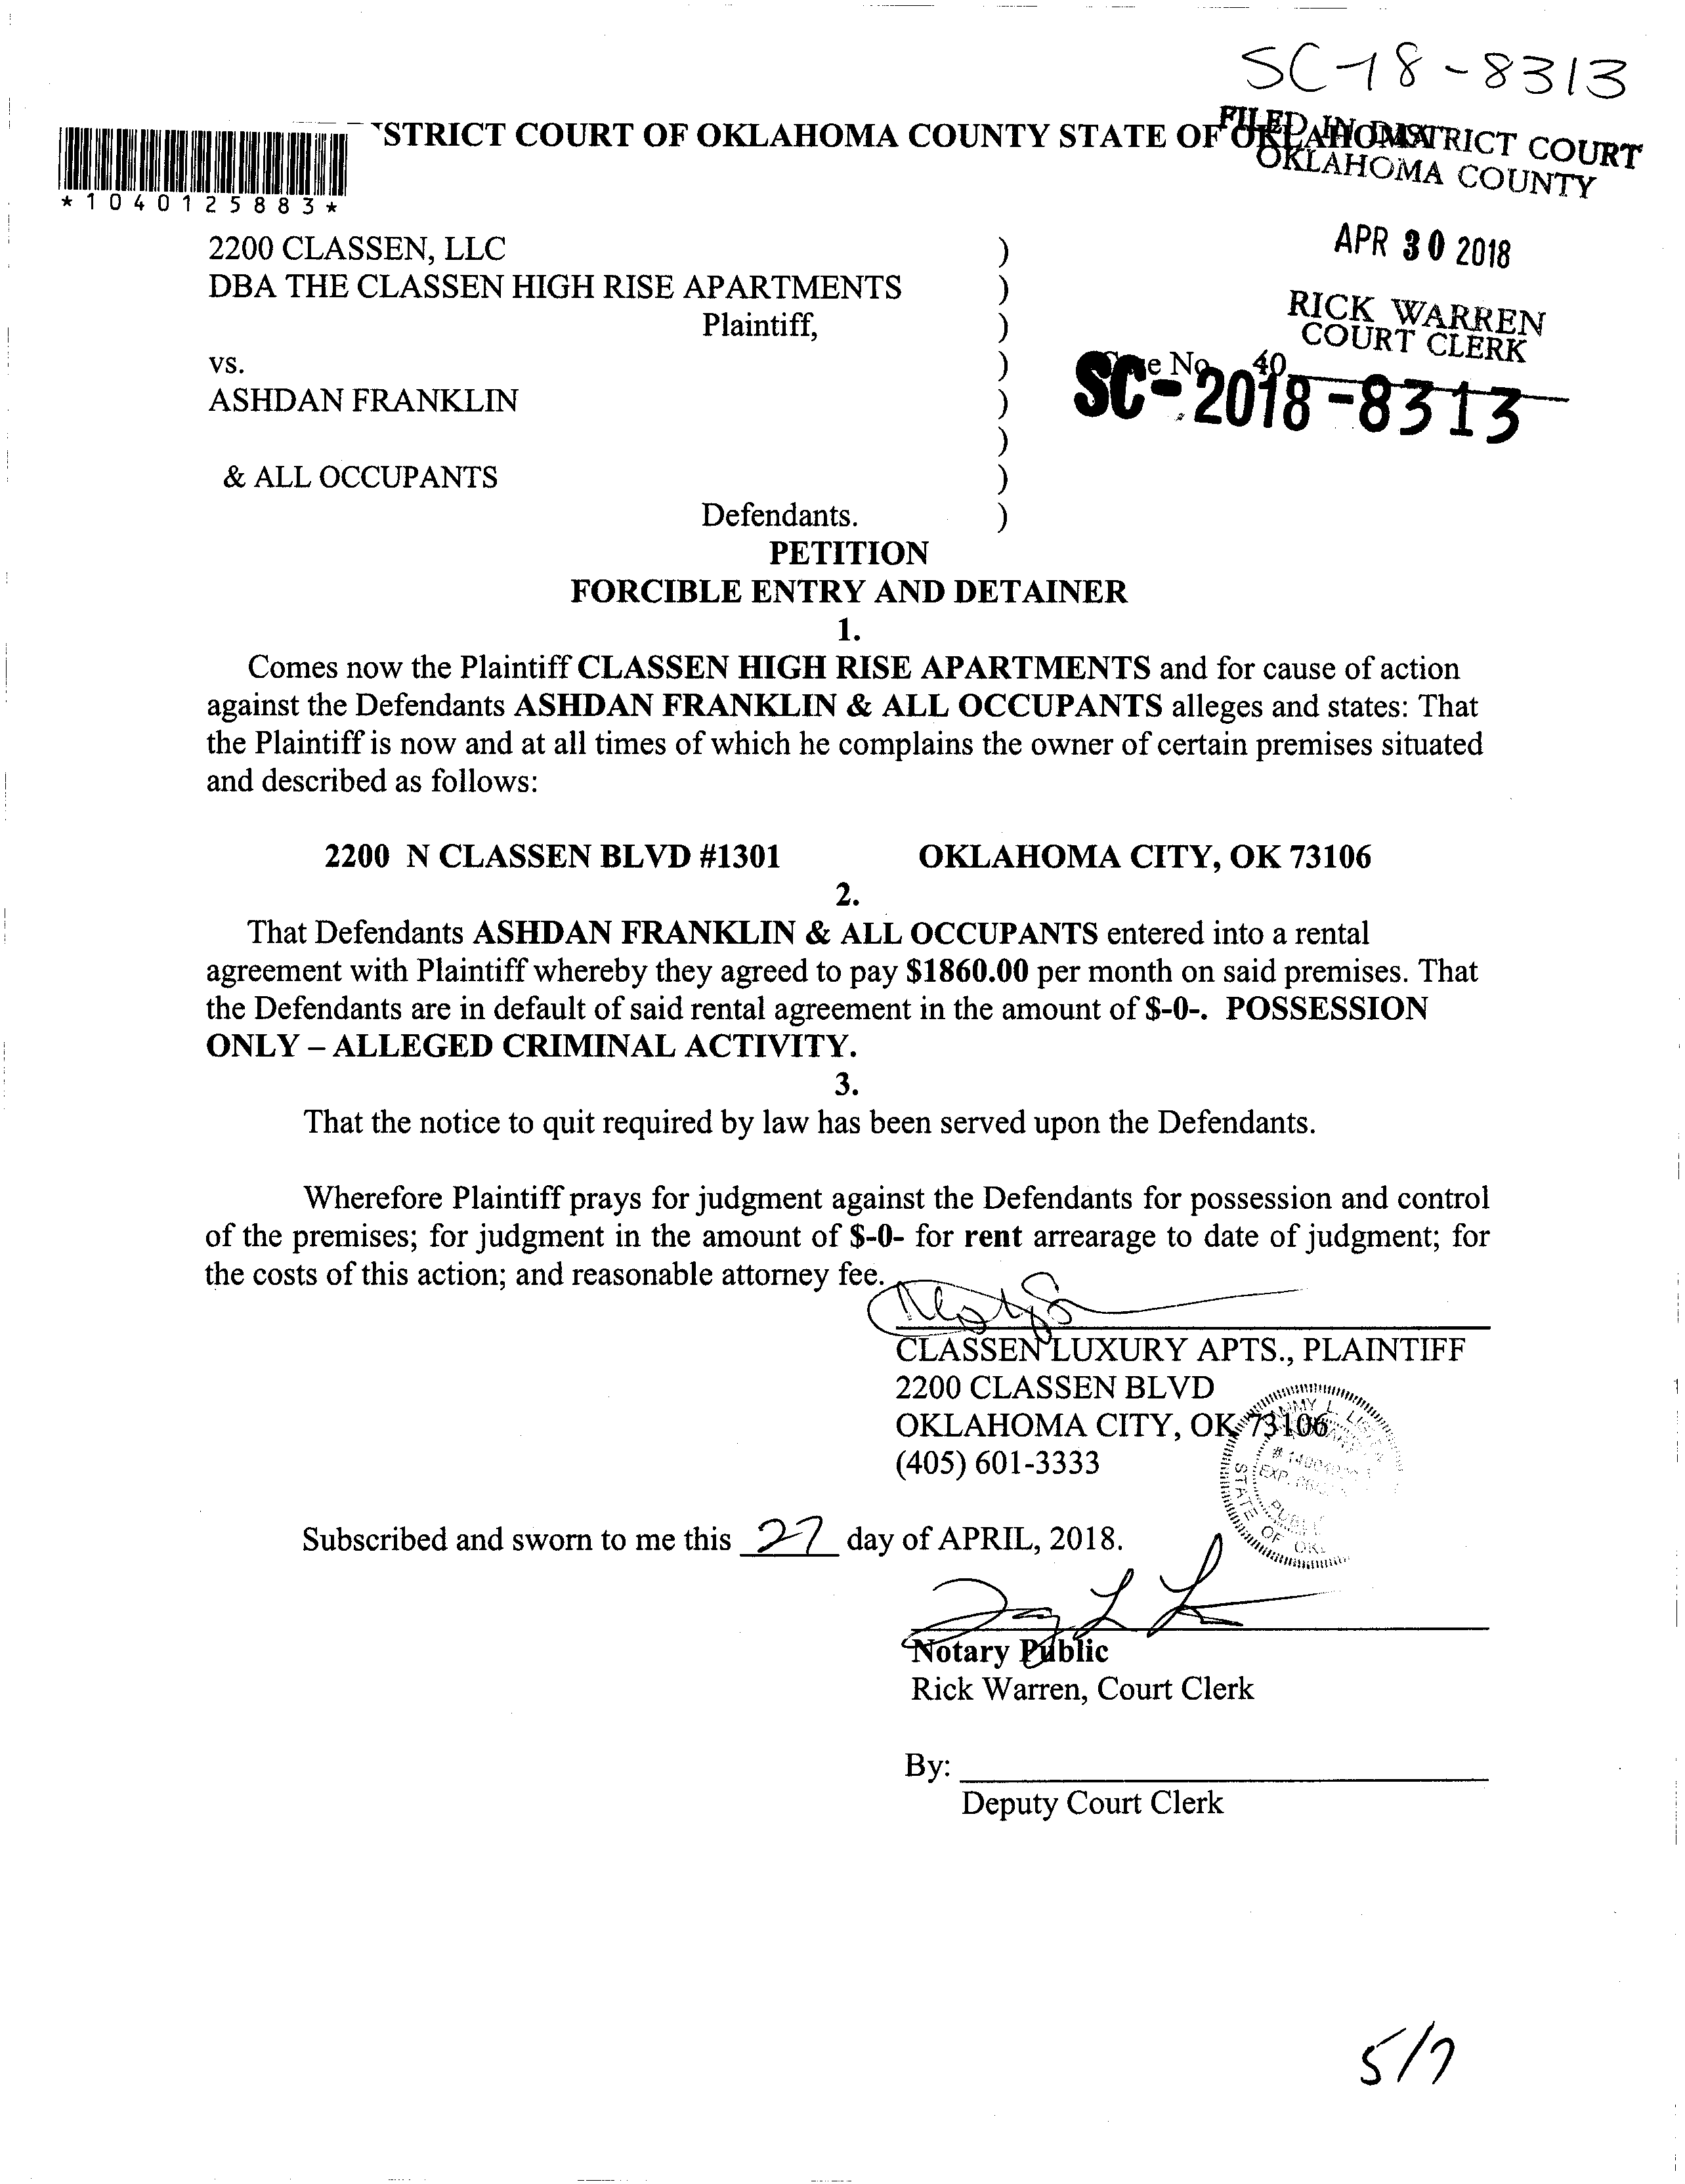 SC-18-8313
STRICT COURT OF OKLAHOMA COUNTY STATE OF OKLAHOMA
FILED IN DISTRICT COURT
OKLAHOMA COUNTY
*1040125883*
APR 30 2018
RICK WARREN
COURT CLERK
2200 CLASSEN, LLC )
DBA THE CLASSEN HIGH RISE APARTMENTS )
Plaintiff, )
vs. ) Case No. 40
SC-2018-8313
ASHDAN FRANKLIN )
)
& ALL OCCUPANTS )
Defendants. )
PETITION
FORCIBLE ENTRY AND DETAINER
1.
Comes now the Plaintiff CLASSEN HIGH RISE APARTMENTS and for cause of action
against the Defendants ASHDAN FRANKLIN & ALL OCCUPANTS alleges and states: That
the Plaintiff is now and at all times of which he complains the owner of certain premises situated
and described as follows:
2200 N CLASSEN BLVD #1301 OKLAHOMA CITY, OK 73106
2.
That Defendants ASHDAN FRANKLIN & ALL OCCUPANTS entered into a rental
agreement with Plaintiff whereby they agreed to pay $1860.00 per month on said premises. That
the Defendants are in default of said rental agreement in the amount of $-0-. POSSESSION
ONLY – ALLEGED CRIMINAL ACTIVITY.
3.
That the notice to quit required by law has been served upon the Defendants.
Wherefore Plaintiff prays for judgment against the Defendants for possession and control
of the premises; for judgment in the amount of $-0- for rent arrearage to date of judgment; for
the costs of this action; and reasonable attorney fee.
CLASSEN LUXURY APTS., PLAINTIFF
2200 CLASSEN BLVD
OKLAHOMA CITY, OK 73106
(405) 601-3333
STATE OF
EXP.
Subscribed and sworn to me this 27 day of APRIL, 2018.
Notary Public
Rick Warren, Court Clerk
By:
Deputy Court Clerk
5/7